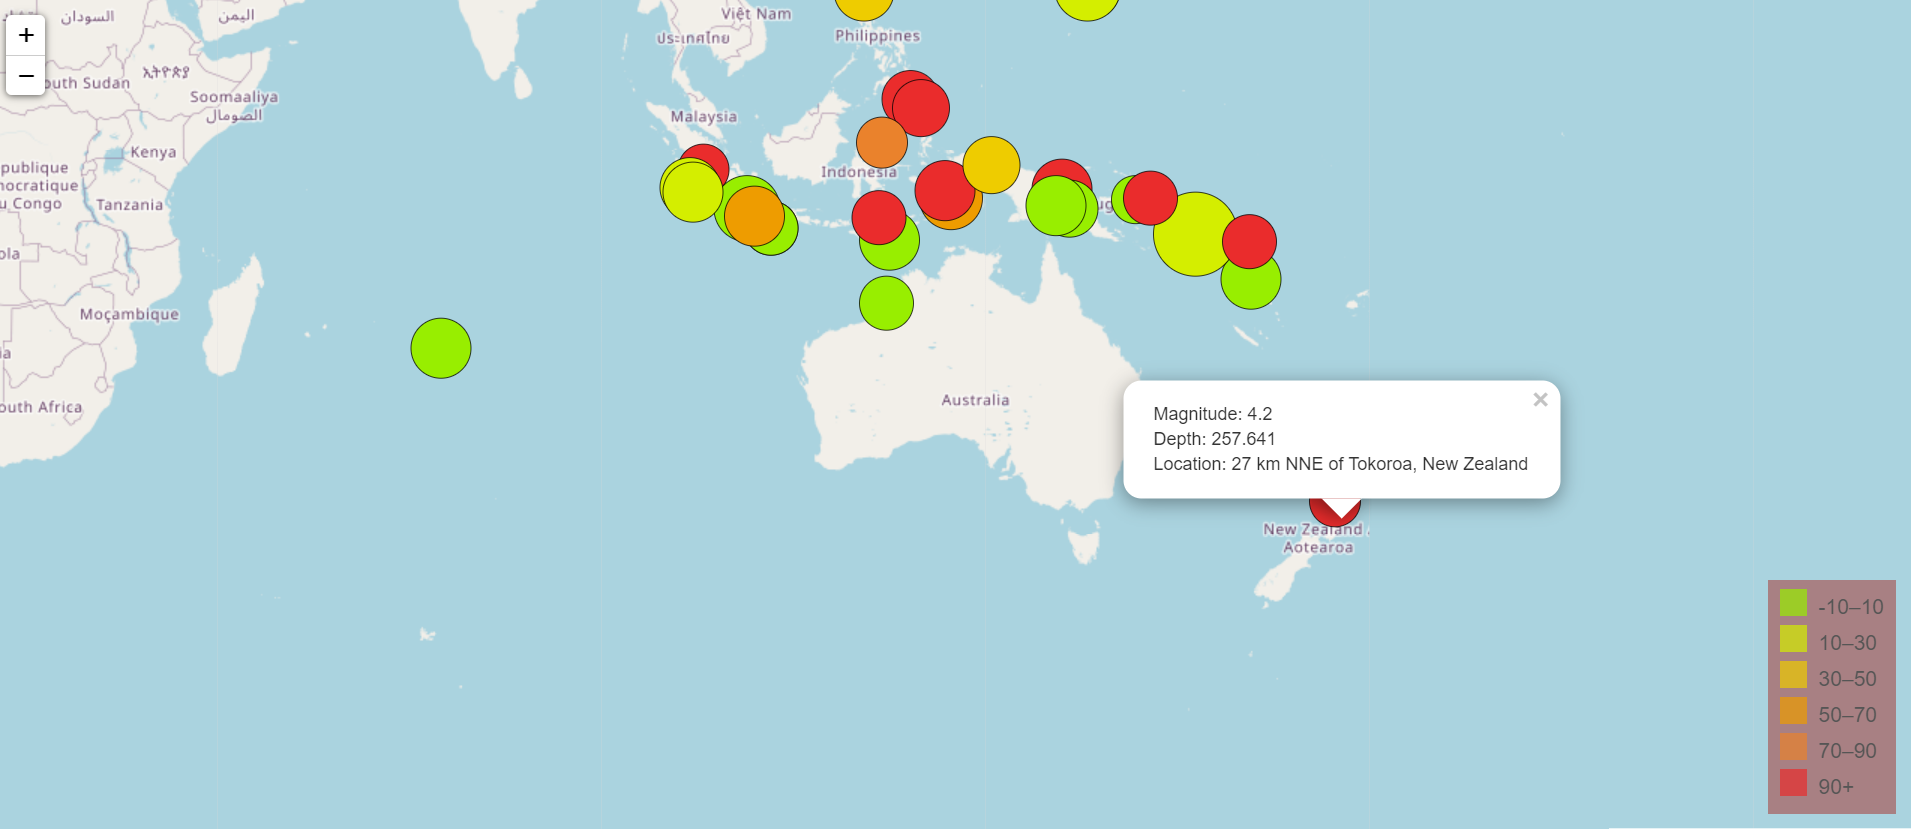 +
−
السودان
اليمن
ኢትዮጵያ
outh Sudan
Soomaaliya
الصومال
Kenya
publique
nocratique
u Congo
Tanzania
ola
Moçambique
ia
outh Africa
Việt Nam
ประเทศไทย
Philippines
Malaysia
Indonesia
ug
Australia
×
Magnitude: 4.2
Depth: 257.641
Location: 27 km NNE of Tokoroa, New Zealand
New Zealand
Aotearoa
-10–10
10–30
30–50
50–70
70–90
90+